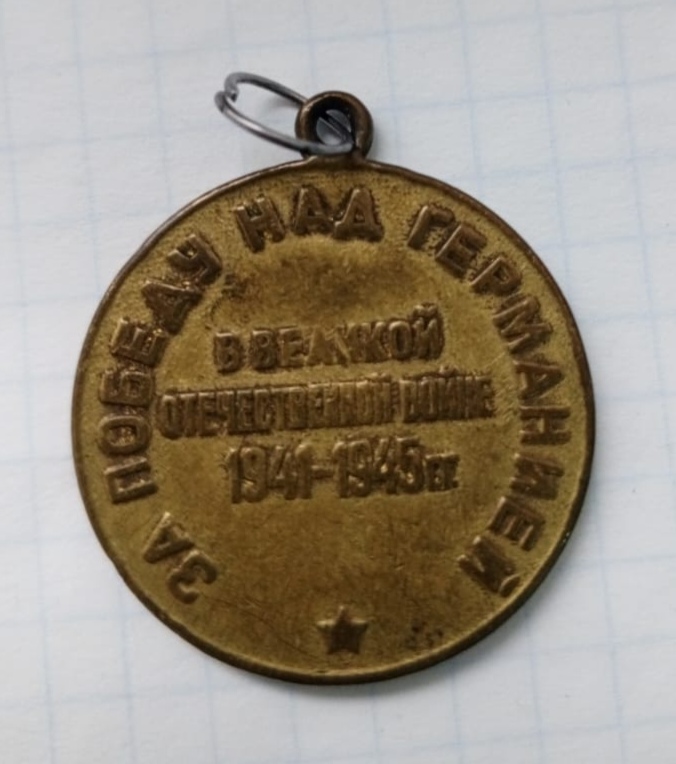 ЗА ПОБЕДУ НАД ГЕРМАНИЕЙ
В ВЕЛИКОЙ
ОТЕЧЕСТВЕННОЙ ВОЙНЕ
1941-1945 гг.